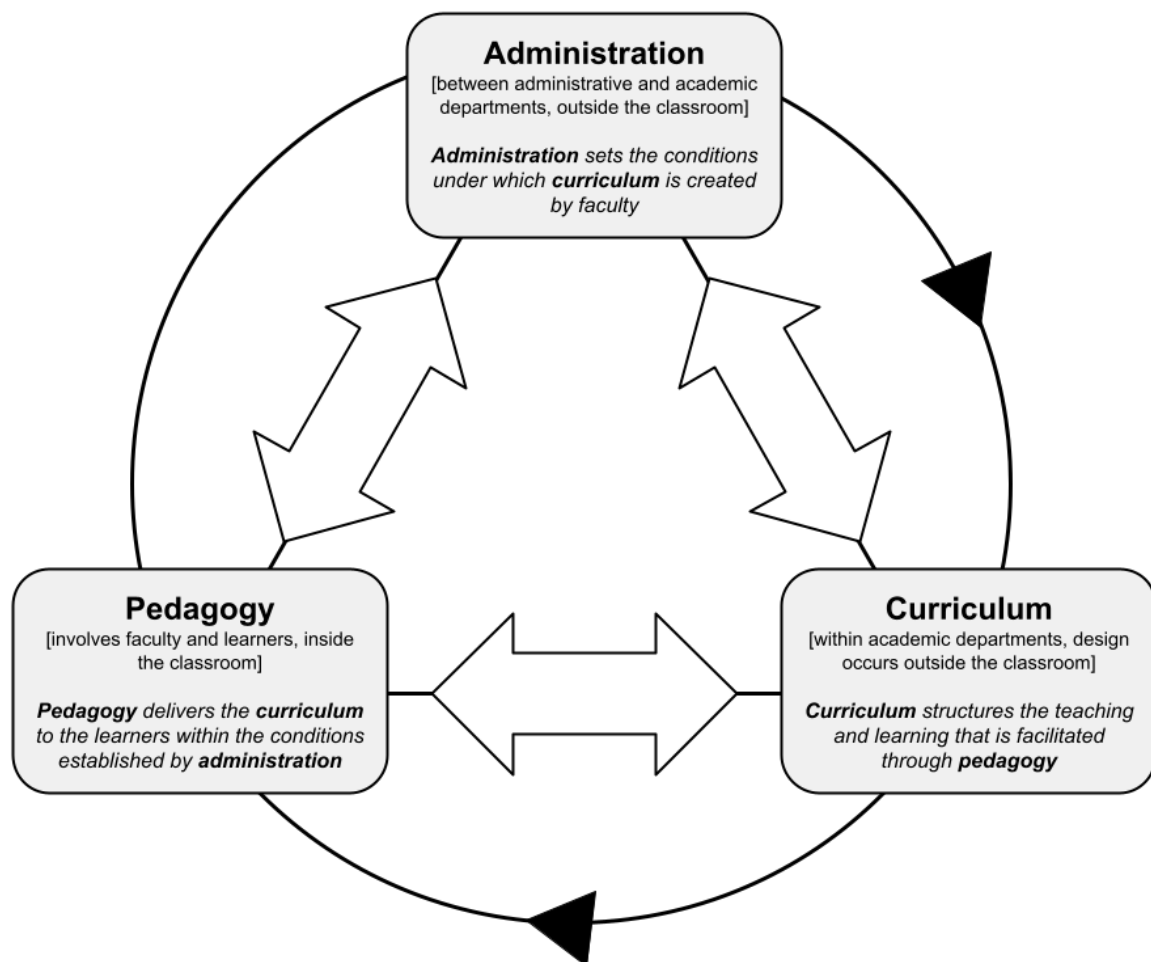 Administration
[between administrative and academic
departments, outside the classroom]
Administration sets the conditions
under which curriculum is created
by faculty
Pedagogy
[involves faculty and learners, inside
the classroom]
Pedagogy delivers the curriculum
to the learners within the conditions
established by administration
Curriculum
[within academic departments, design
occurs outside the classroom]
Curriculum structures the teaching
and learning that is facilitated
through pedagogy